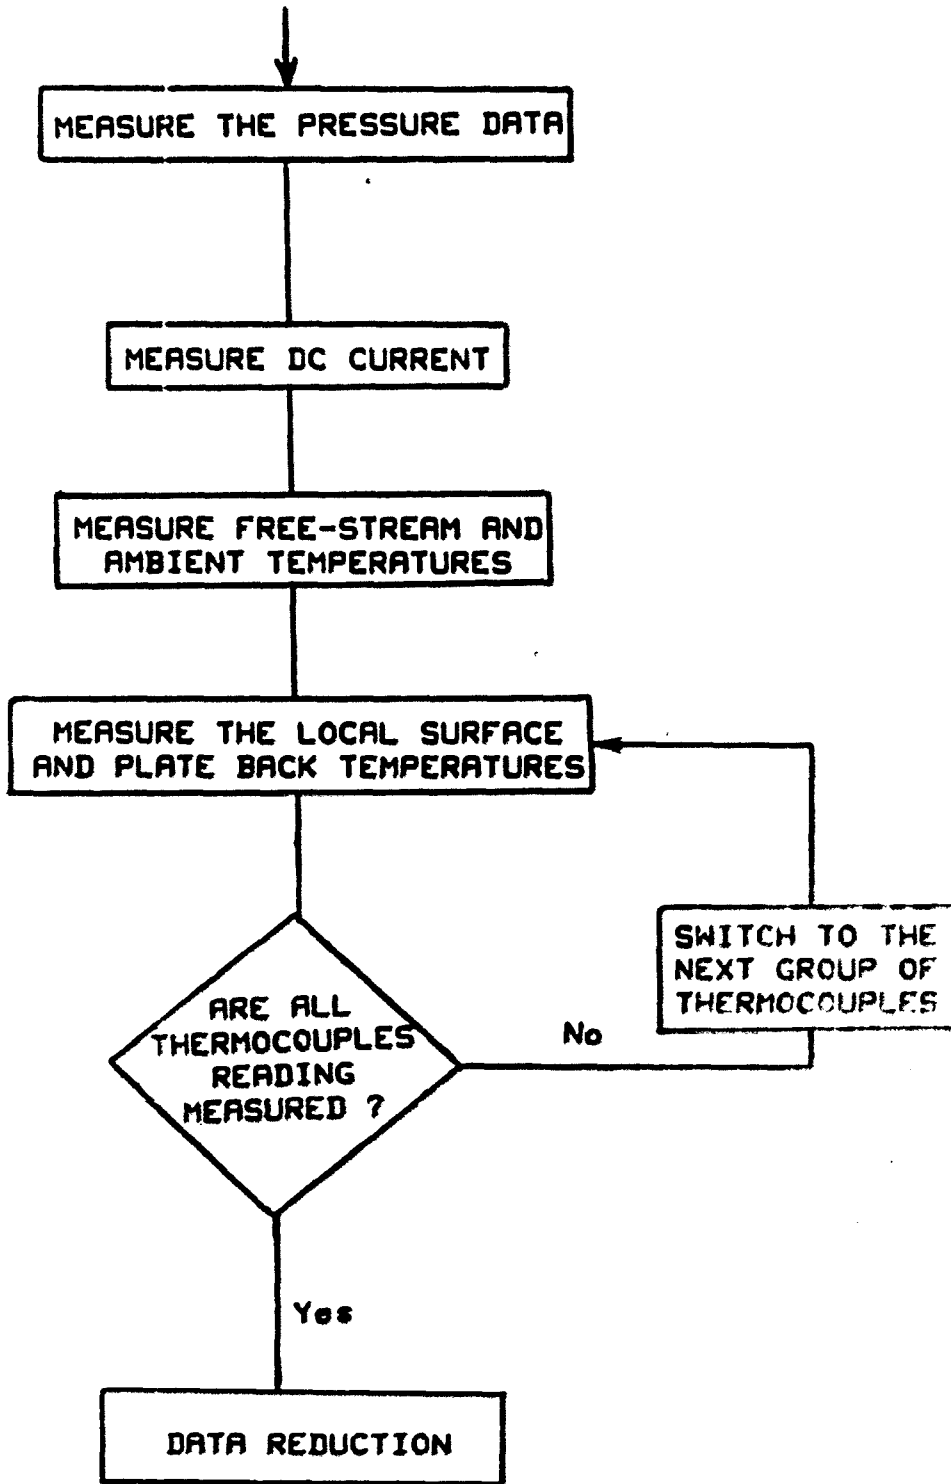 MEASURE THE PRESSURE DATA
MEASURE DC CURRENT
MEASURE FREE-STREAM AND
AMBIENT TEMPERATURES
MEASURE THE LOCAL SURFACE
AND PLATE BACK TEMPERATURES
ARE ALL
THERMOCOUPLES
READING
MEASURED ?
No
SWITCH TO THE
NEXT GROUP OF
THERMOCOUPLES
Yes
DATA REDUCTION